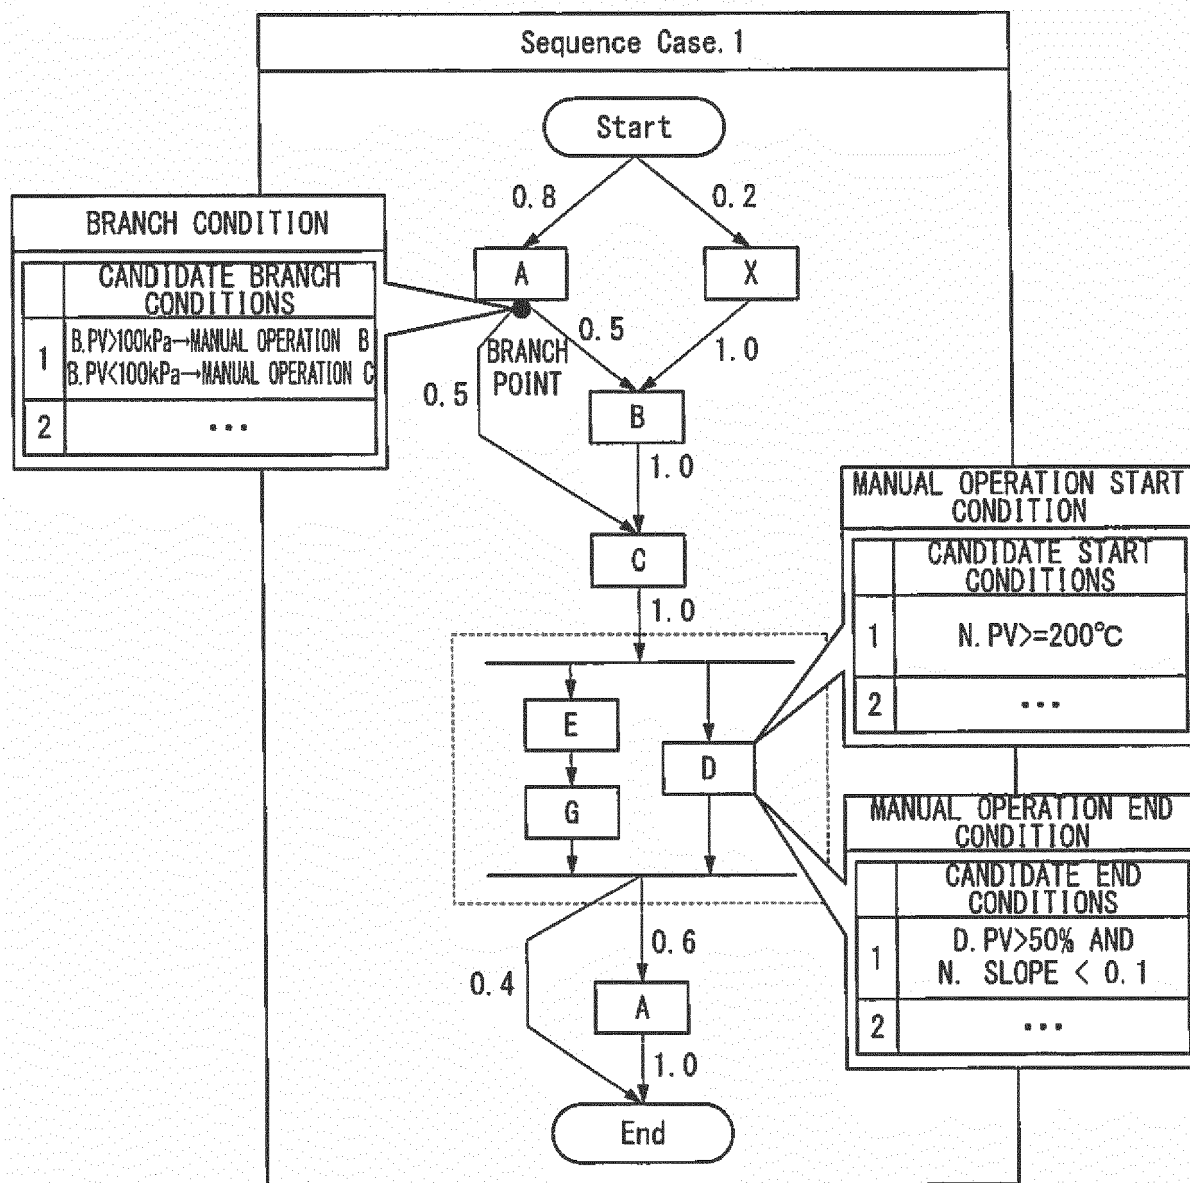 Sequence Case. 1
Start
0. 8
0. 2
BRANCH CONDITION
CANDIDATE BRANCH
CONDITIONS
1
B. PV>100kPa→MANUAL OPERATION B
B. PV<100kPa→MANUAL OPERATION C
2
...
A
X
0. 5
1. 0
BRANCH
POINT
0. 5
B
1. 0
C
1. 0
MANUAL OPERATION START
CONDITION
CANDIDATE START
CONDITIONS
1
N. PV>=200℃
2
...
E
D
G
MANUAL OPERATION END
CONDITION
CANDIDATE END
CONDITIONS
1
D. PV>50% AND
N. SLOPE < 0. 1
2
...
0. 6
0. 4
A
1. 0
End